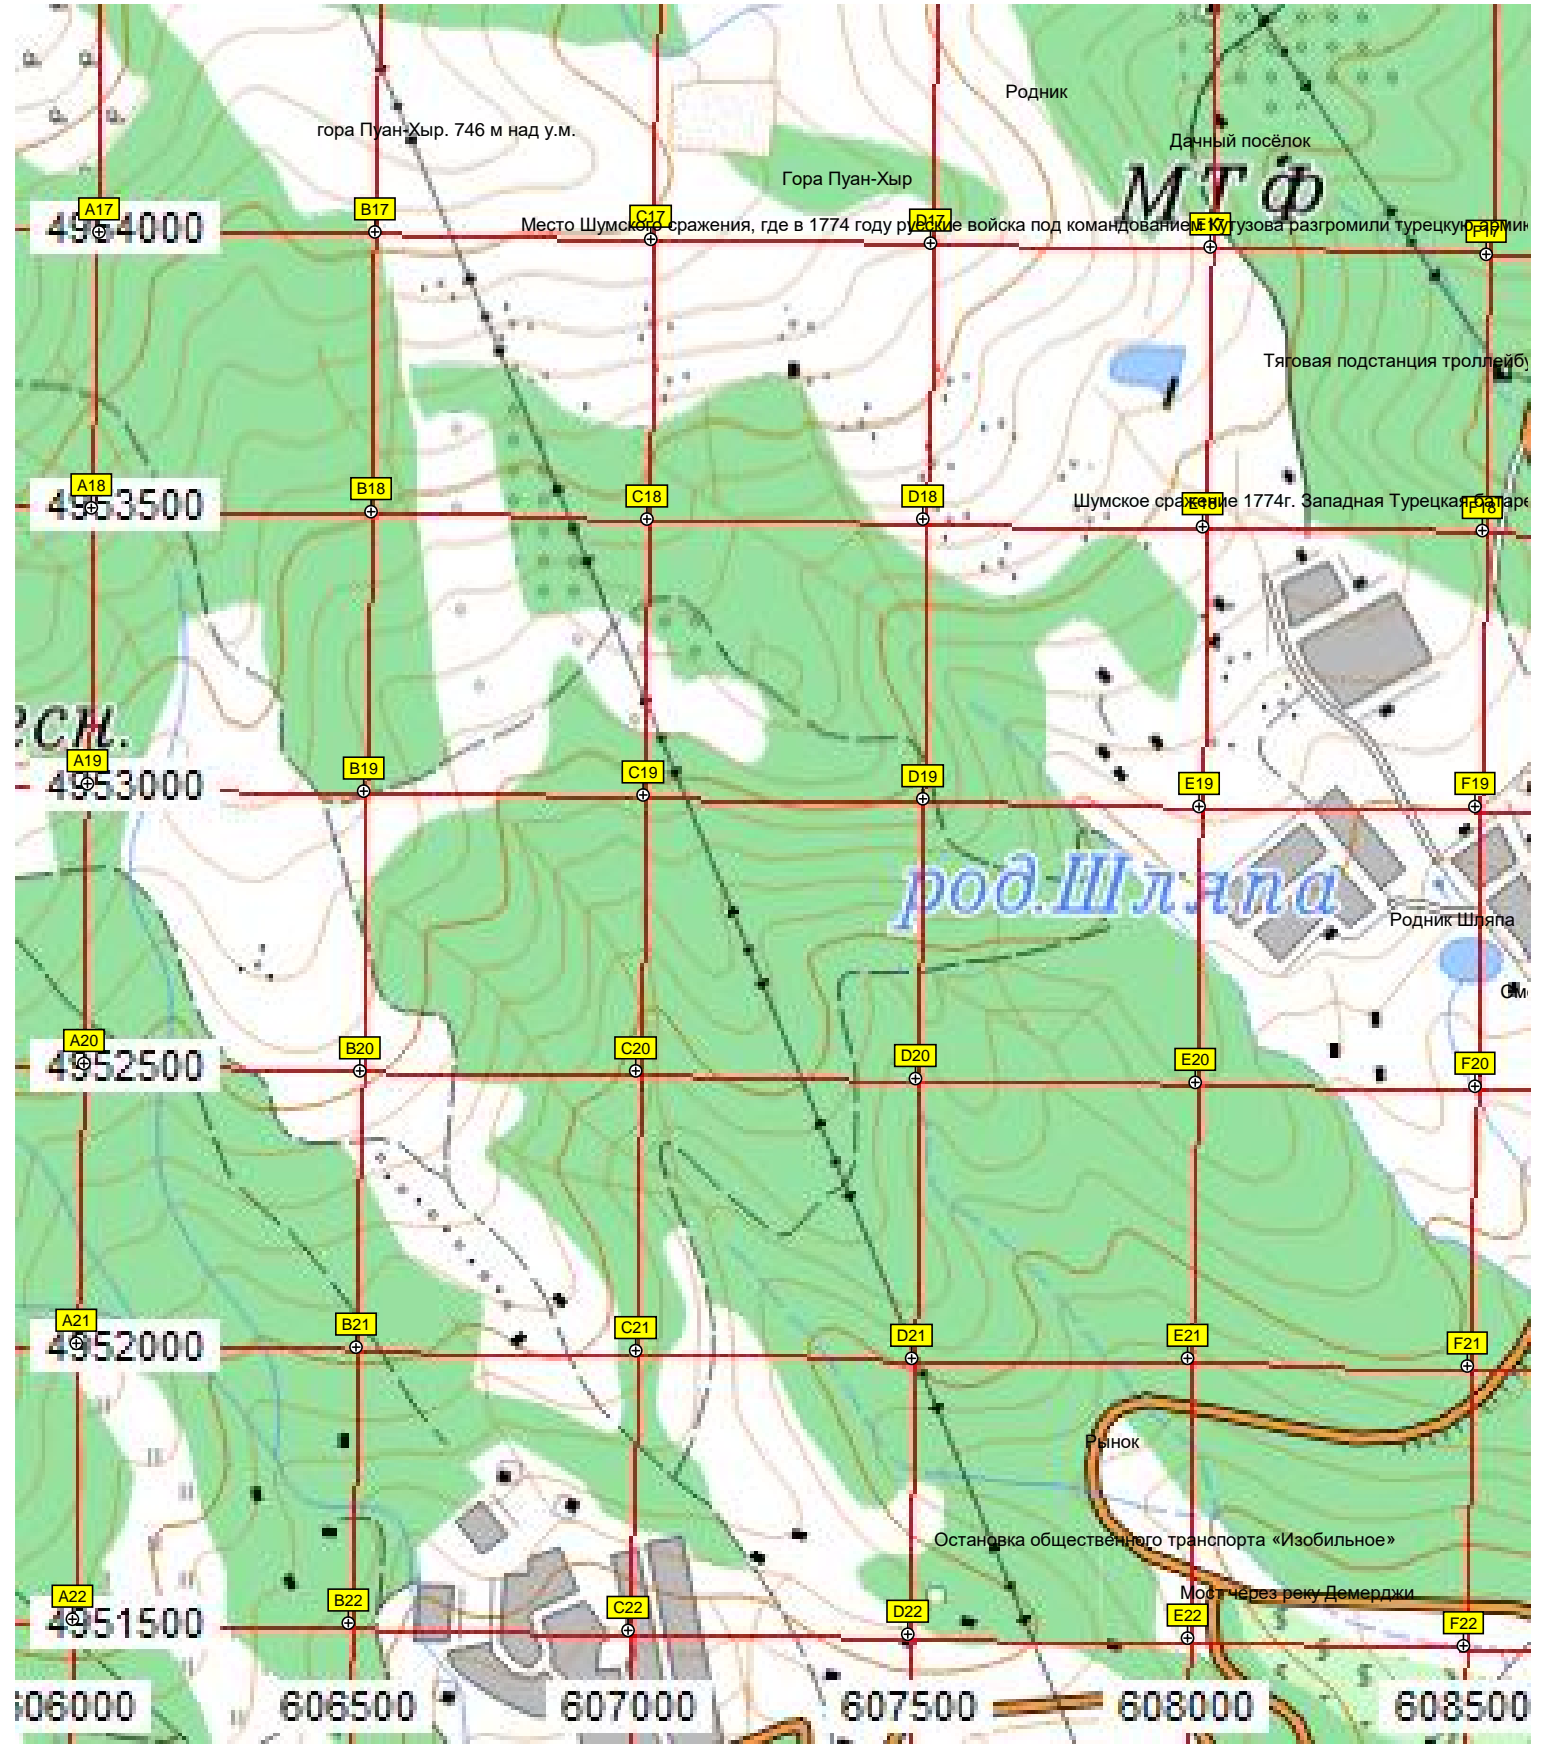 Родник
гора Пуан-Хыр. 746 м над у.м.
Дачный посёлок
Гора Пуан-Хыр
МТФ
A17
B17
C17
D17
E17
F17
4954000
Место Шумского сражения, где в 1774 году русские войска под командованием Кутузова разгромили турецкую
Тяговая подстанция
A18
B18
C18
D18
E18
F18
4953500
Шумское сражение 1774г. Западная Турецкая
A19
B19
C19
D19
E19
F19
4953000
род. Шляпа
Родник Шляпа
A20
B20
C20
D20
E20
F20
4952500
A21
B21
C21
D21
E21
F21
4952000
Рынок
Остановка общественного транспорта «Изобильное»
Мост через реку Демерджи
A22
B22
C22
D22
E22
F22
4951500
606500
607000
607500
608000
608500